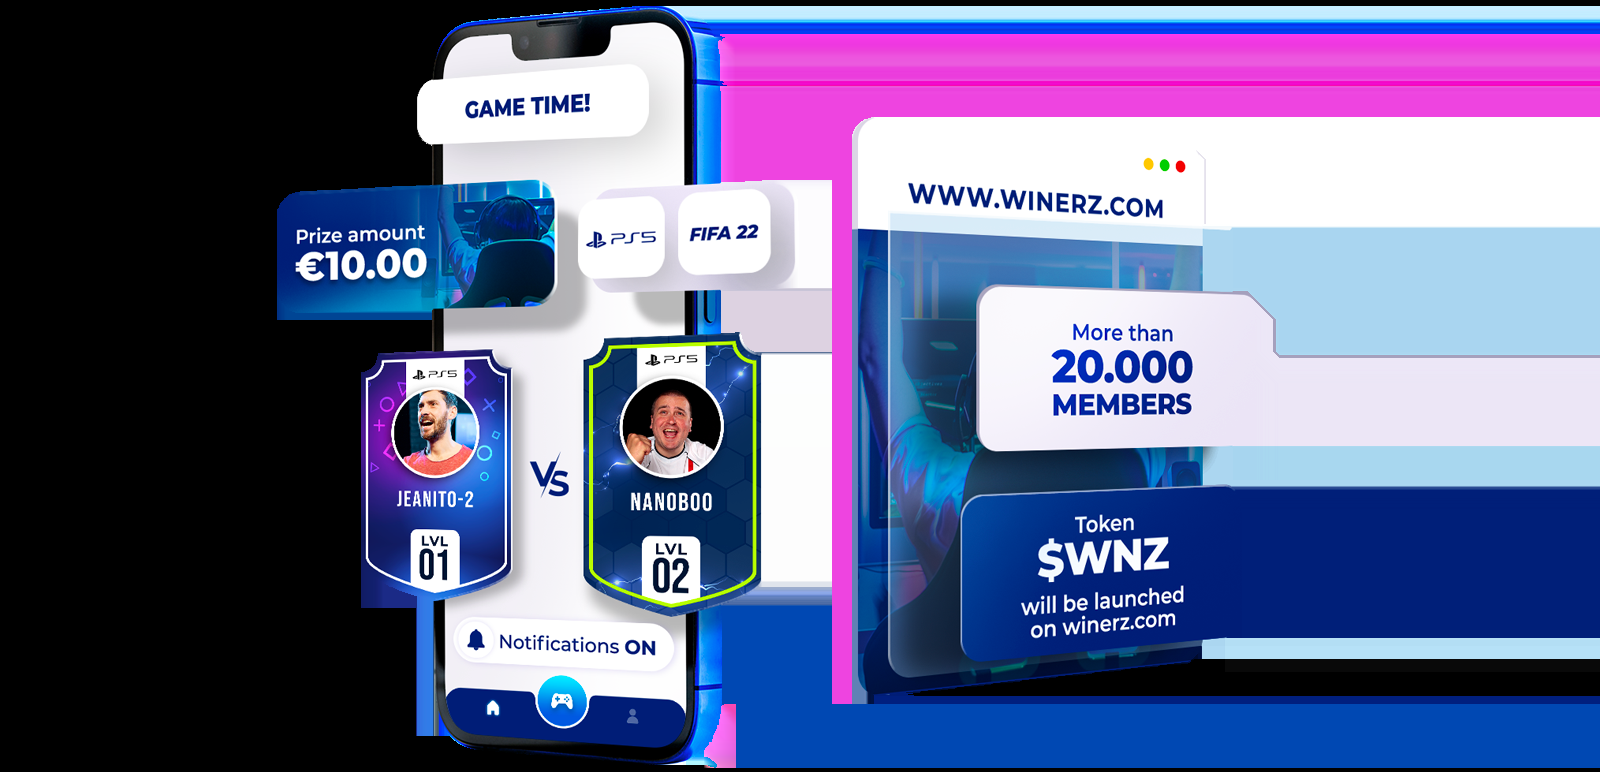 GAME TIME!
Prize amount
€10.00
PS5
FIFA 22
PS5
JEANITO-2
LVL
01
VS
PS5
NANOBOO
LVL
02
Notifications ON
WWW.WINERZ.COM
More than
20.000
MEMBERS
Token
$WNZ
will be launched
on winerz.com